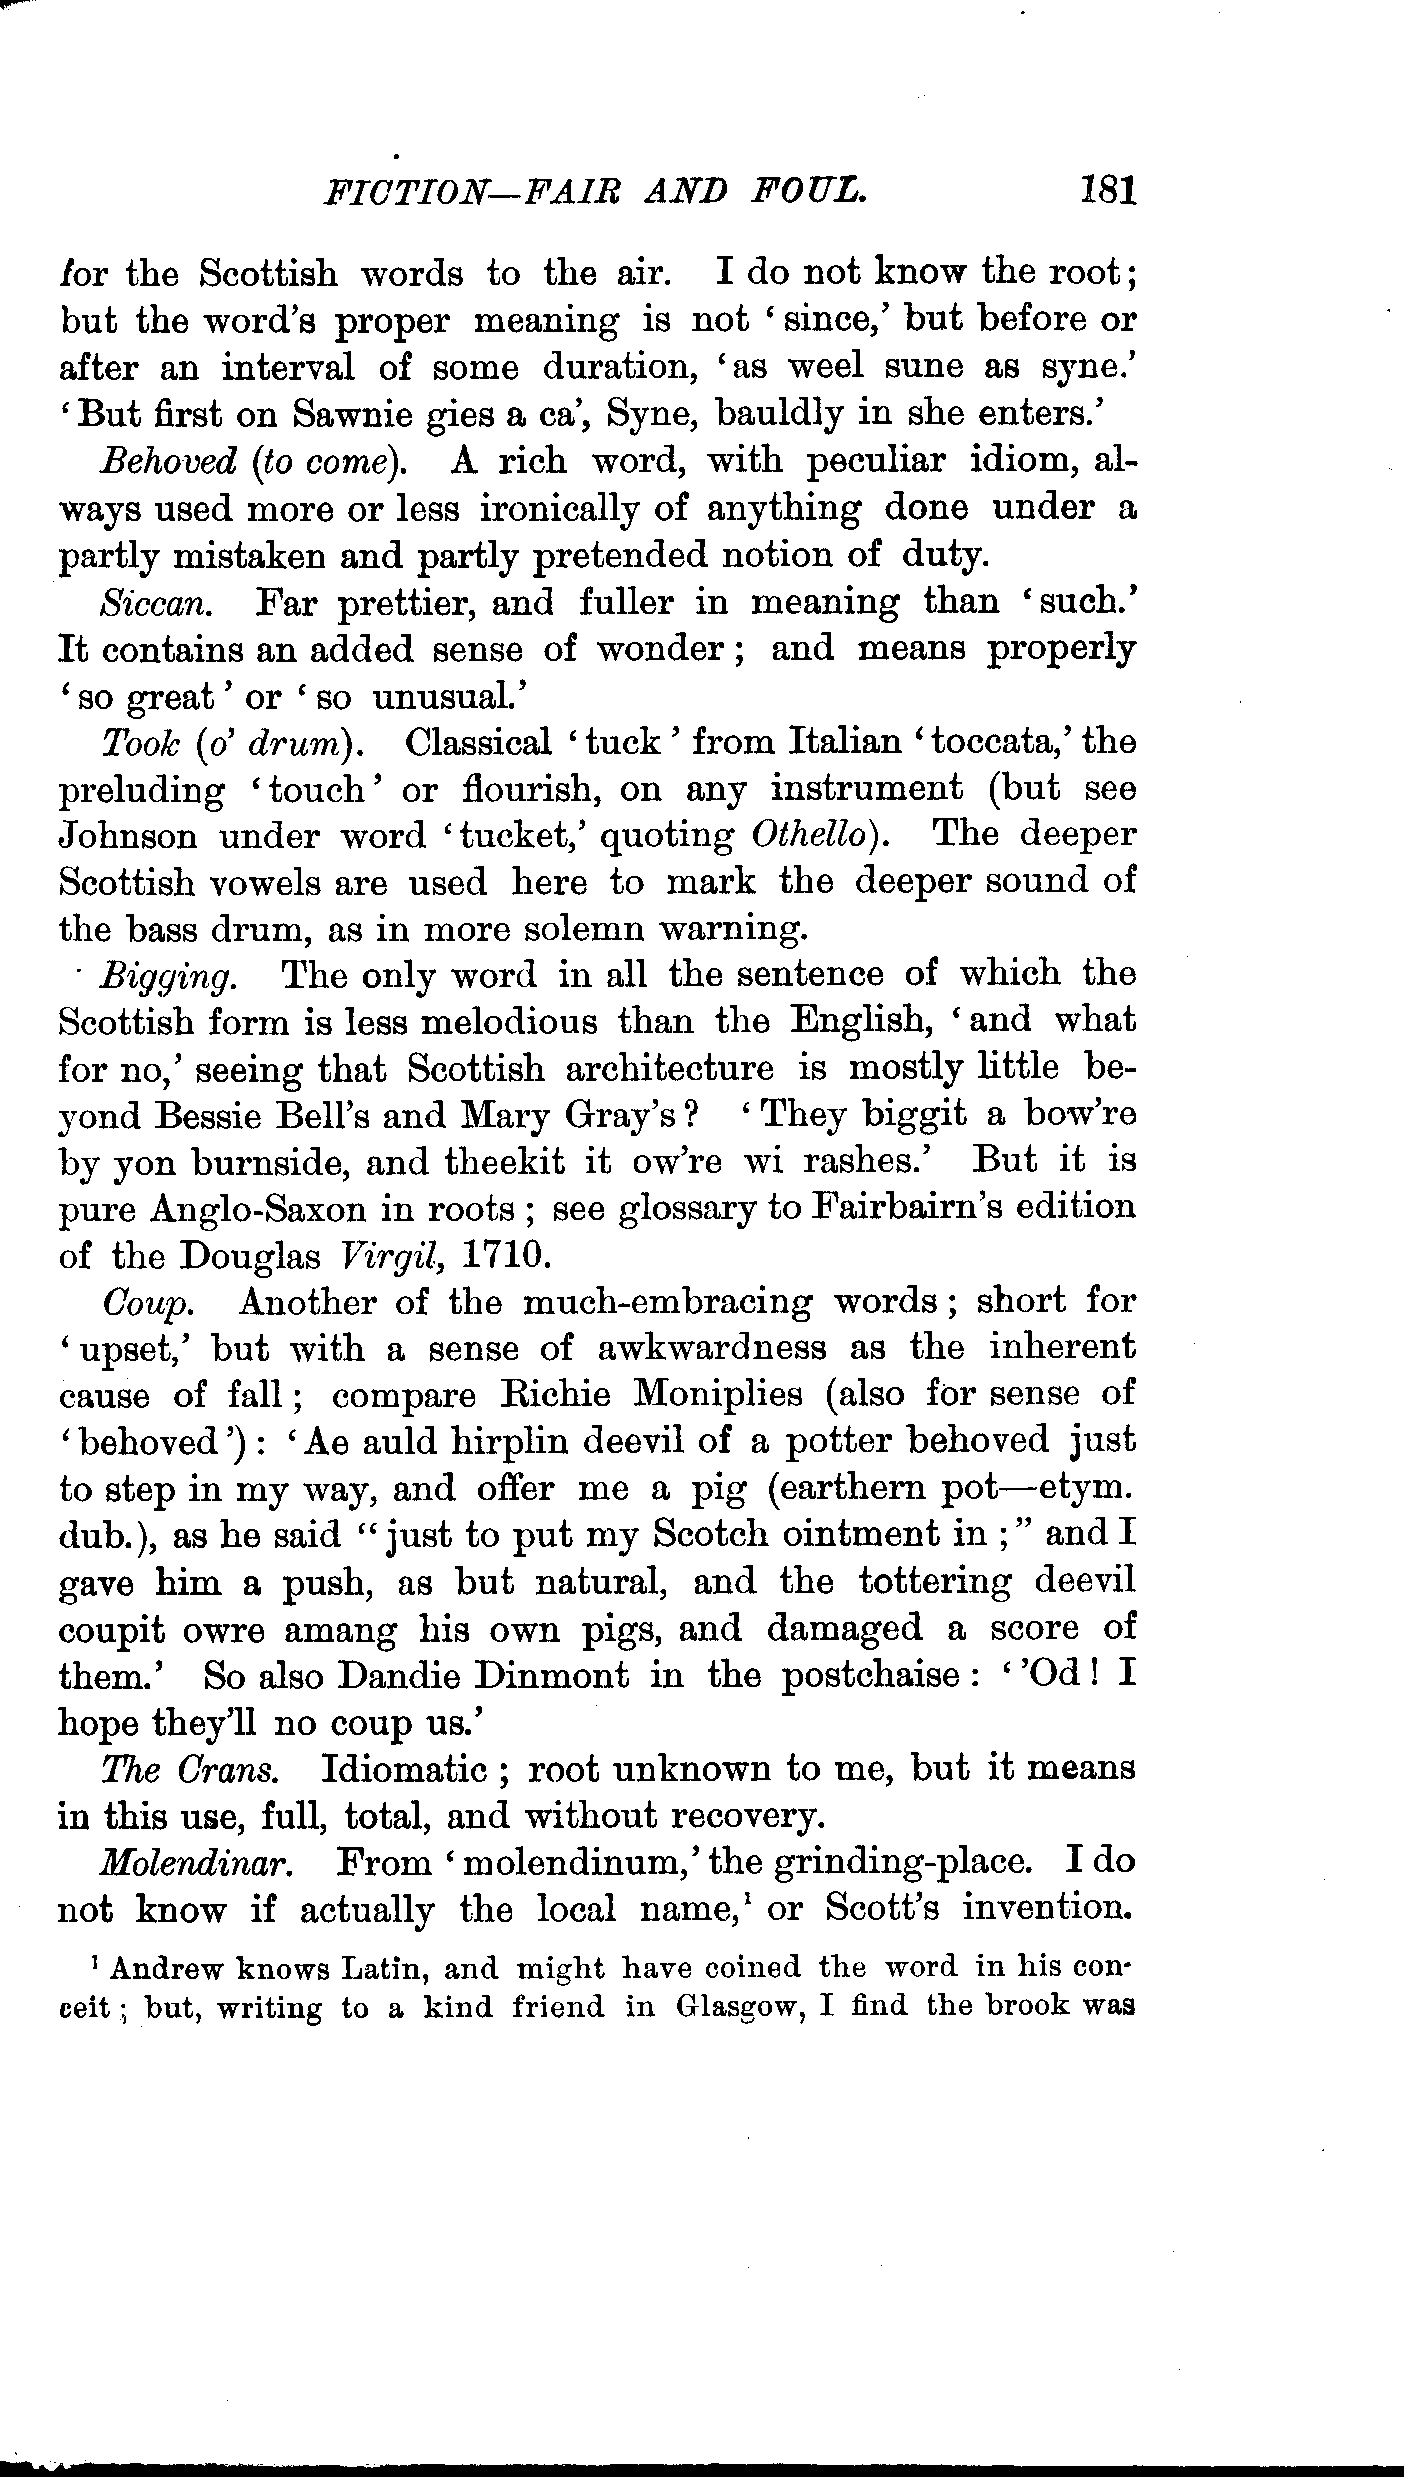 FICTION—FAIR AND FOUL. 181
for the Scottish words to the air. I do not know the root;
but the word's proper meaning is not ‘since,’ but before or
after an interval of some duration, ‘as weel sune as syne.’
‘But first on Sawnie gies a ca’, Syne, bauldly in she enters.’
Behoved (to come). A rich word, with peculiar idiom, al-
ways used more or less ironically of anything done under a
partly mistaken and partly pretended notion of duty.
Siccan. Far prettier, and fuller in meaning than ‘such.’
It contains an added sense of wonder; and means properly
‘so great’ or ‘so unusual.’
Took (o’ drum). Classical ‘tuck’ from Italian ‘toccata,’ the
preluding ‘touch’ or flourish, on any instrument (but see
Johnson under word ‘tucket,’ quoting Othello). The deeper
Scottish vowels are used here to mark the deeper sound of
the bass drum, as in more solemn warning.
Bigging. The only word in all the sentence of which the
Scottish form is less melodious than the English, ‘and what
for no,’ seeing that Scottish architecture is mostly little be-
yond Bessie Bell's and Mary Gray's? ‘They biggit a bow're
by yon burnside, and theekit it ow're wi rashes.’ But it is
pure Anglo-Saxon in roots; see glossary to Fairbairn's edition
of the Douglas Virgil, 1710.
Coup. Another of the much-embracing words; short for
‘upset,’ but with a sense of awkwardness as the inherent
cause of fall; compare Richie Moniplies (also for sense of
‘behoved’): ‘Ae auld hirplin deevil of a potter behoved just
to step in my way, and offer me a pig (earthern pot—etym.
dub.), as he said “just to put my Scotch ointment in;” and I
gave him a push, as but natural, and the tottering deevil
coupit owre amang his own pigs, and damaged a score of
them.’ So also Dandie Dinmont in the postchaise: ‘’Od! I
hope they'll no coup us.’
The Crans. Idiomatic; root unknown to me, but it means
in this use, full, total, and without recovery.
Molendinar. From ‘molendinum,’ the grinding-place. I do
not know if actually the local name,¹ or Scott's invention.
¹ Andrew knows Latin, and might have coined the word in his con-
ceit; but, writing to a kind friend in Glasgow, I find the brook was